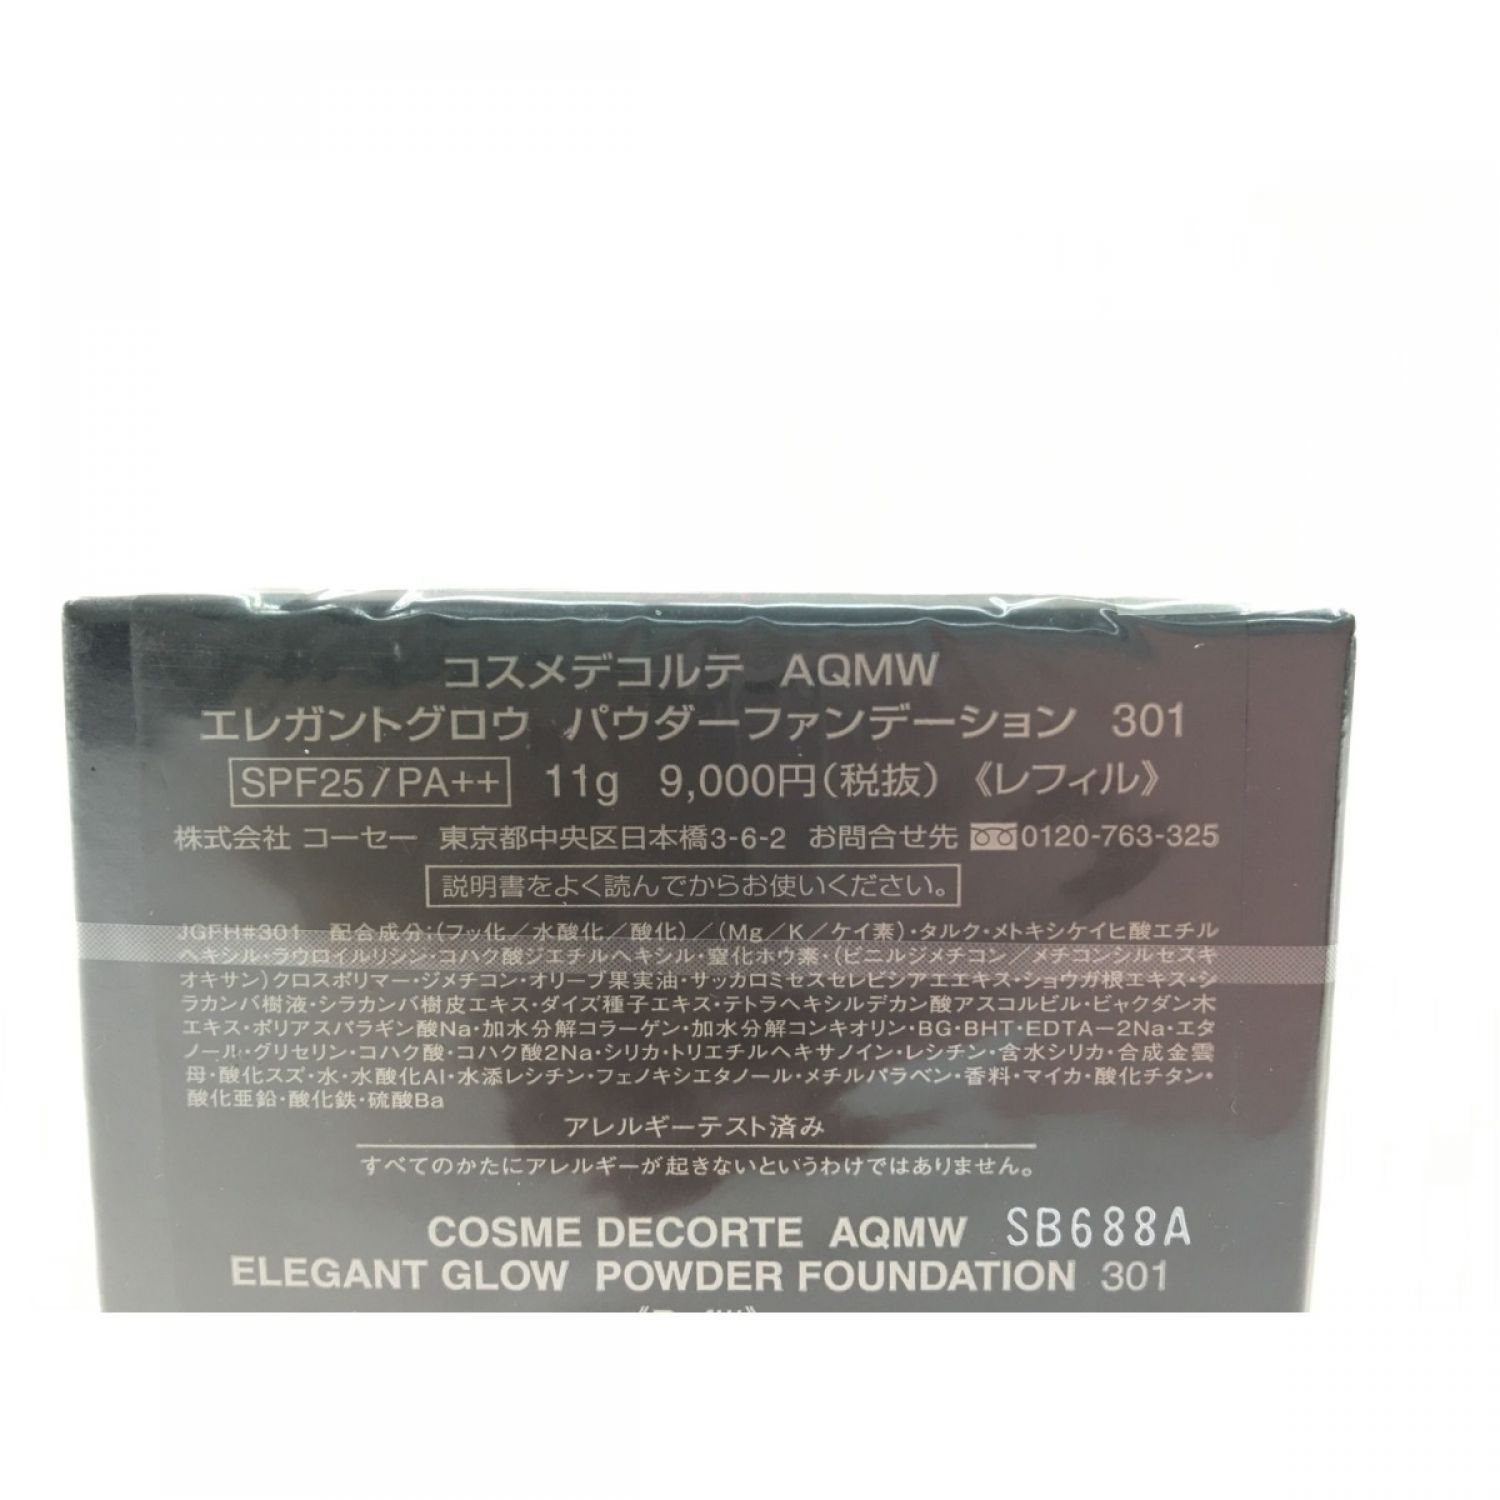 コスメデコルテ AQMW
エレガントグロウ パウダーファンデーション 301
SPF25/PA++ 11g 9,000円(税抜)《レフィル》
株式会社 コーセー 東京都中央区日本橋3-6-2 お問合せ先 0120-763-325
説明書をよく読んでからお使いください。
JGFH#301 配合成分:(フッ化/水酸化/酸化)/(Mg/K/ケイ素)・タルク・メトキシケイヒ酸エチル
ヘキシル・ラウロイルリシン・コハク酸ジエチルヘキシル・窒化ホウ素・(ビニルジメチコン/メチコンシルセスキ
オキサン)クロスポリマー・ジメチコン・オリーブ果実油・サッカロミセスセレビシアエエキス・ショウガ根エキス・シ
ラカンバ樹液・シラカンバ樹皮エキス・ダイズ種子エキス・テトラヘキシルデカン酸アスコルビル・ビャクダン木
エキス・ポリアスパラギン酸Na・加水分解コラーゲン・加水分解コンキオリン・BG・BHT・EDTA-2Na・エタ
ノール・グリセリン・コハク酸・コハク酸2Na・シリカ・トリエチルヘキサノイン・レシチン・含水シリカ・合成金雲
母・酸化スズ・水・水酸化Al・水添レシチン・フェノキシエタノール・メチルパラベン・香料・マイカ・酸化チタン・
酸化亜鉛・酸化鉄・硫酸Ba
アレルギーテスト済み
すべてのかたにアレルギーが起きないというわけではありません。
COSME DECORTE AQMW SB688A
ELEGANT GLOW POWDER FOUNDATION 301